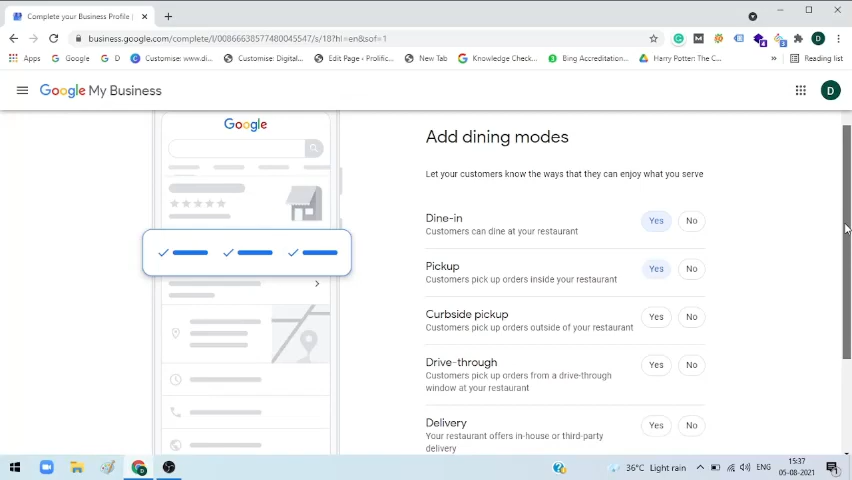 Complete your Business Profile |
business.google.com/complete/l/00866638577480045547/s/18?hl=en&sof=1
Apps
Google
G D
Customise: www.di...
Customise: Digital...
Edit Page - Prolific...
New Tab
Knowledge Check...
Bing Accreditation...
Harry Potter: The C...
»
Reading list
Google My Business
D
Google
Add dining modes
Let your customers know the ways that they can enjoy what you serve
Dine-in
Yes No
Customers can dine at your restaurant
Pickup
Yes No
Customers pick up orders inside your restaurant
Curbside pickup
Yes No
Customers pick up orders outside of your restaurant
Drive-through
Yes No
Customers pick up orders from a drive-through
window at your restaurant
Delivery
Yes No
Your restaurant offers in-house or third-party
delivery
36°C Light rain
ENG
15:37
05-08-2021